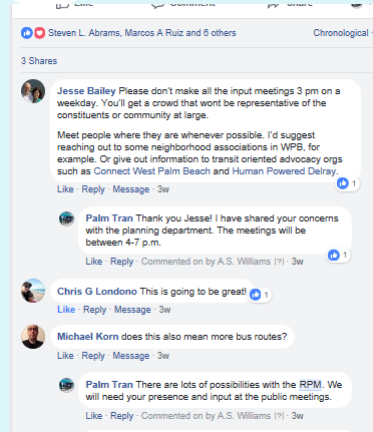 Like Comment Share
Steven L. Abrams, Marcos A Ruiz and 6 others Chronological
3 Shares
Jesse Bailey Please don't make all the input meetings 3 pm on a
weekday. You'll get a crowd that wont be representative of the
constituents or community at large.
Meet people where they are whenever possible. I'd suggest
reaching out to some neighborhood associations in WPB, for
example. Or give out information to transit oriented advocacy orgs
such as Connect West Palm Beach and Human Powered Delray.
1
Like · Reply · Message · 3w
Palm Tran Thank you Jesse! I have shared your concerns
with the planning department. The meetings will be
between 4-7 p.m.
1
Like · Reply · Commented on by A.S. Williams [?] · 3w
Chris G Londono This is going to be great! 1
Like · Reply · Message · 3w
Michael Korn does this also mean more bus routes?
Like · Reply · Message · 3w
Palm Tran There are lots of possibilities with the RPM. We
will need your presence and input at the public meetings.
Like · Reply · Commented on by A.S. Williams [?] · 3w